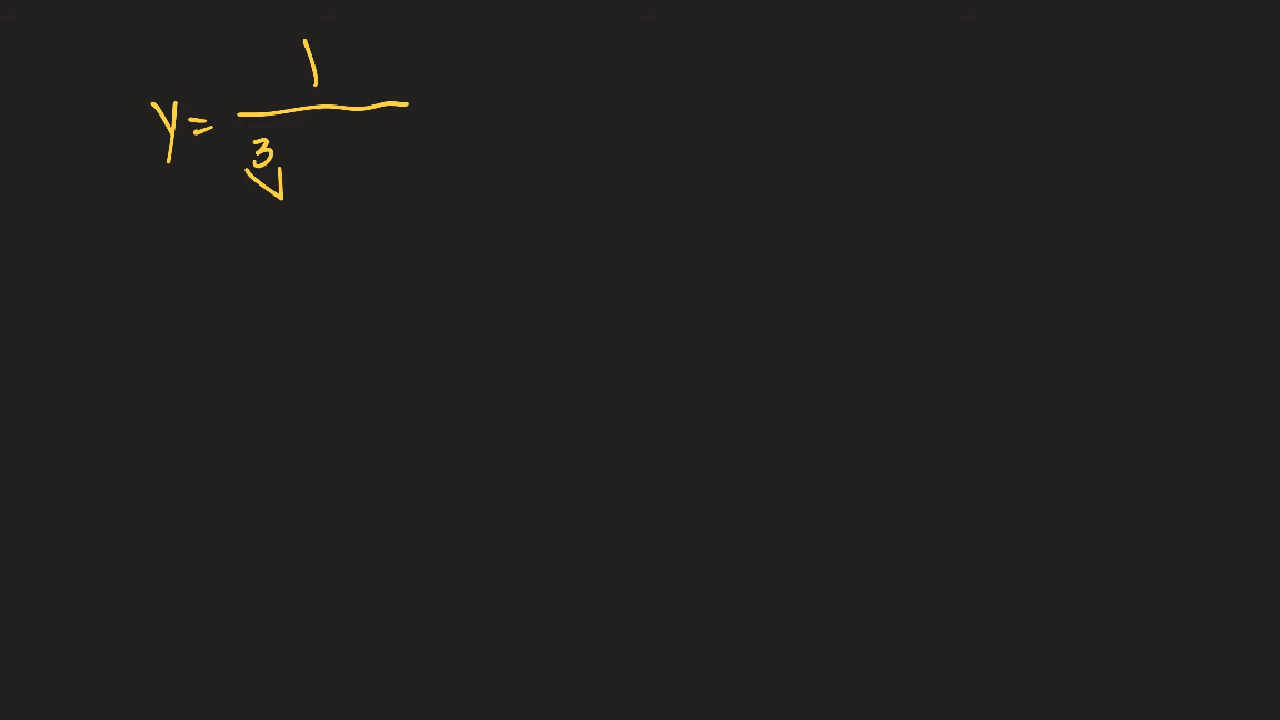 y = 1 / ∛